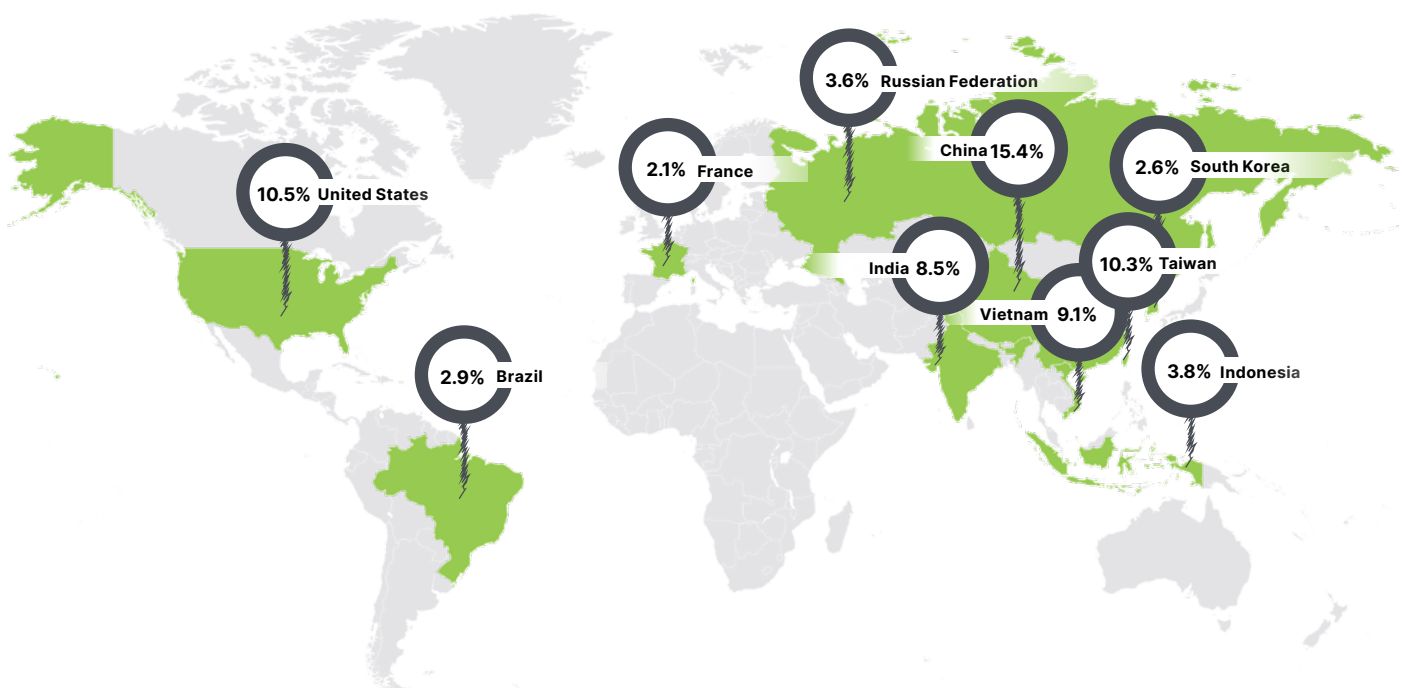 3.6% Russian Federation
China 15.4%
2.6% South Korea
2.1% France
10.5% United States
India 8.5%
10.3% Taiwan
Vietnam 9.1%
3.8% Indonesia
2.9% Brazil